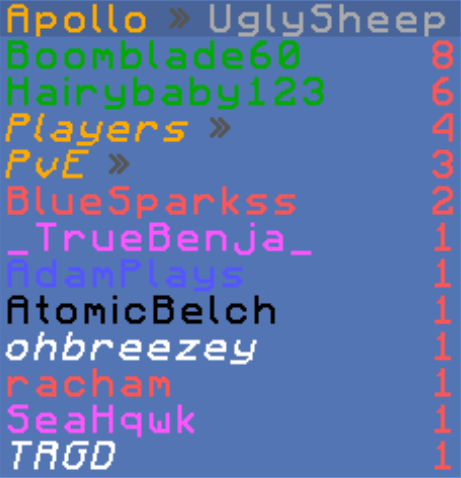 Apollo » UglySheep
Boomblade60 8
Hairybaby123 6
Players » 4
PvE » 3
BlueSparkss 2
_TrueBenja_ 1
AdamPlays 1
AtomicBelch 1
ohbreezey 1
racham 1
SeaHqwk 1
TAGD 1